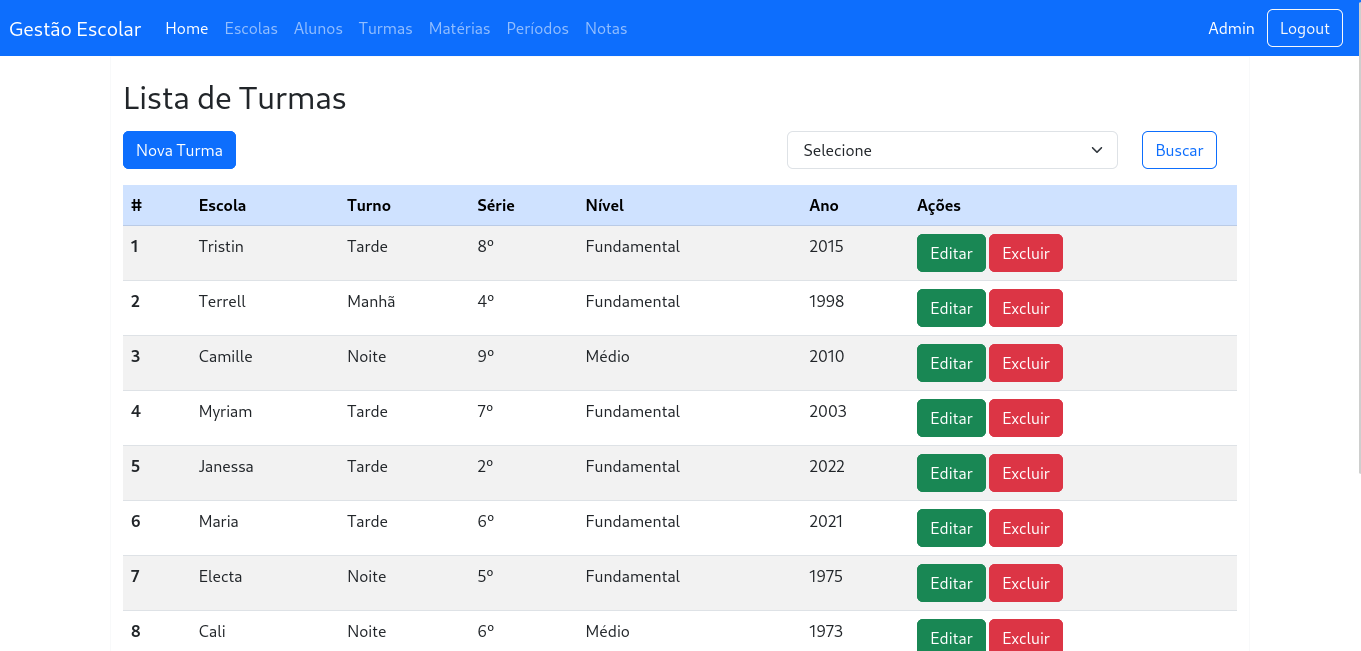 Gestão Escolar Home Escolas Alunos Turmas Matérias Períodos Notas Admin Logout
Lista de Turmas
Nova Turma Selecione Buscar
# Escola Turno Série Nível Ano Ações
1 Tristin Tarde 8º Fundamental 2015 Editar Excluir
2 Terrell Manhã 4º Fundamental 1998 Editar Excluir
3 Camille Noite 9º Médio 2010 Editar Excluir
4 Myriam Tarde 7º Fundamental 2003 Editar Excluir
5 Janessa Tarde 2º Fundamental 2022 Editar Excluir
6 Maria Tarde 6º Fundamental 2021 Editar Excluir
7 Electa Noite 5º Fundamental 1975 Editar Excluir
8 Cali Noite 6º Médio 1973 Editar Excluir